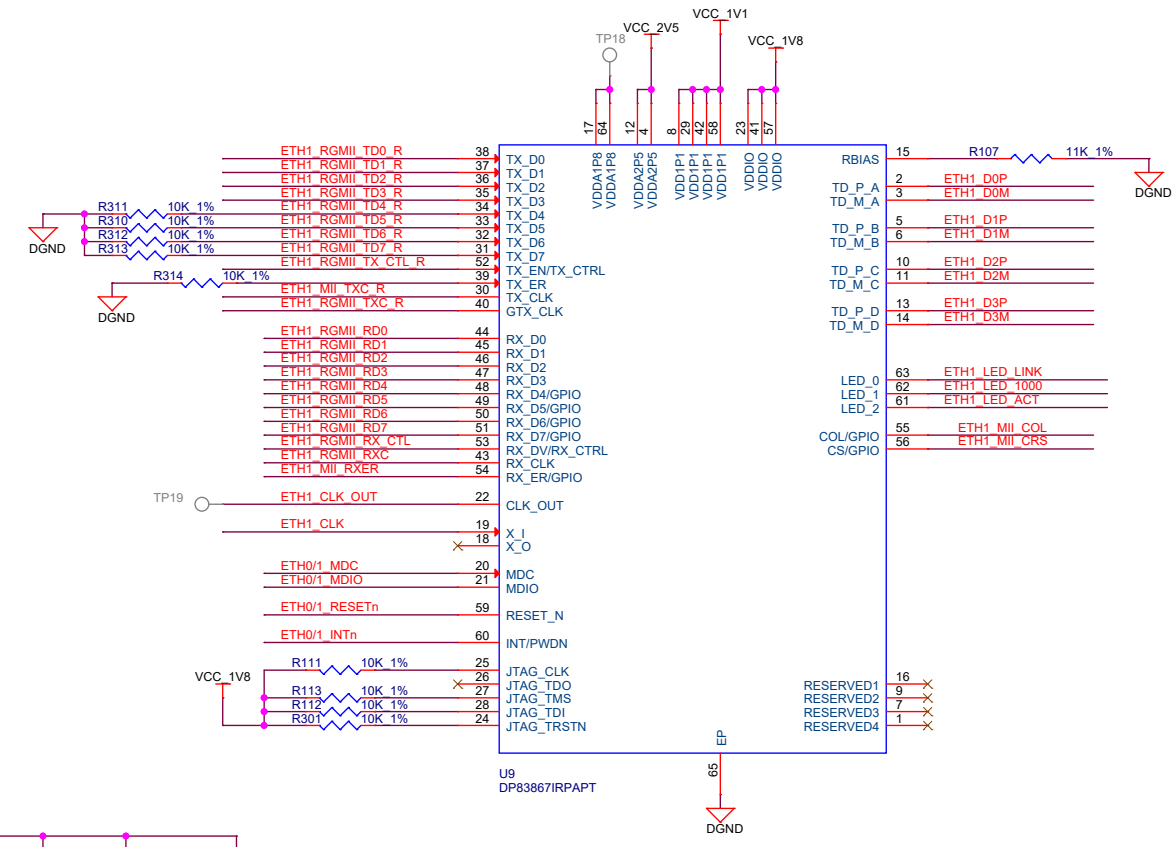 VCC_1V1
VCC_2V5
TP18
VCC_1V8
17
64
12
4
8
29
42
58
23
41
57
VDDA1P8
VDDA1P8
VDDA2P5
VDDA2P5
VDD1P1
VDD1P1
VDD1P1
VDD1P1
VDDIO
VDDIO
VDDIO
ETH1_RGMII_TD0_R 38 TX_D0
ETH1_RGMII_TD1_R 37 TX_D1
ETH1_RGMII_TD2_R 36 TX_D2
ETH1_RGMII_TD3_R 35 TX_D3
R311 10K_1% ETH1_RGMII_TD4_R 34 TX_D4
R310 10K_1% ETH1_RGMII_TD5_R 33 TX_D5
R312 10K_1% ETH1_RGMII_TD6_R 32 TX_D6
R313 10K_1% ETH1_RGMII_TD7_R 31 TX_D7
DGND
ETH1_RGMII_TX_CTL_R 52 TX_EN/TX_CTRL
R314 10K_1% 39 TX_ER
ETH1_MII_TXC_R 30 TX_CLK
ETH1_RGMII_TXC_R 40 GTX_CLK
DGND
ETH1_RGMII_RD0 44 RX_D0
ETH1_RGMII_RD1 45 RX_D1
ETH1_RGMII_RD2 46 RX_D2
ETH1_RGMII_RD3 47 RX_D3
ETH1_RGMII_RD4 48 RX_D4/GPIO
ETH1_RGMII_RD5 49 RX_D5/GPIO
ETH1_RGMII_RD6 50 RX_D6/GPIO
ETH1_RGMII_RD7 51 RX_D7/GPIO
ETH1_RGMII_RX_CTL 53 RX_DV/RX_CTRL
ETH1_RGMII_RXC 43 RX_CLK
ETH1_MII_RXER 54 RX_ER/GPIO
TP19 ETH1_CLK_OUT 22 CLK_OUT
ETH1_CLK 19 X_I
18 X_O
ETH0/1_MDC 20 MDC
ETH0/1_MDIO 21 MDIO
ETH0/1_RESETn 59 RESET_N
ETH0/1_INTn 60 INT/PWDN
VCC_1V8
R111 10K_1% 25 JTAG_CLK
26 JTAG_TDO
R113 10K_1% 27 JTAG_TMS
R112 10K_1% 28 JTAG_TDI
R301 10K_1% 24 JTAG_TRSTN
RBIAS 15 R107 11K_1%
DGND
TD_P_A 2 ETH1_D0P
TD_M_A 3 ETH1_D0M
TD_P_B 5 ETH1_D1P
TD_M_B 6 ETH1_D1M
TD_P_C 10 ETH1_D2P
TD_M_C 11 ETH1_D2M
TD_P_D 13 ETH1_D3P
TD_M_D 14 ETH1_D3M
LED_0 63 ETH1_LED_LINK
LED_1 62 ETH1_LED_1000
LED_2 61 ETH1_LED_ACT
COL/GPIO 55 ETH1_MII_COL
CS/GPIO 56 ETH1_MII_CRS
RESERVED1 16
RESERVED2 9
RESERVED3 7
RESERVED4 1
EP
65
DGND
U9
DP83867IRPAPT